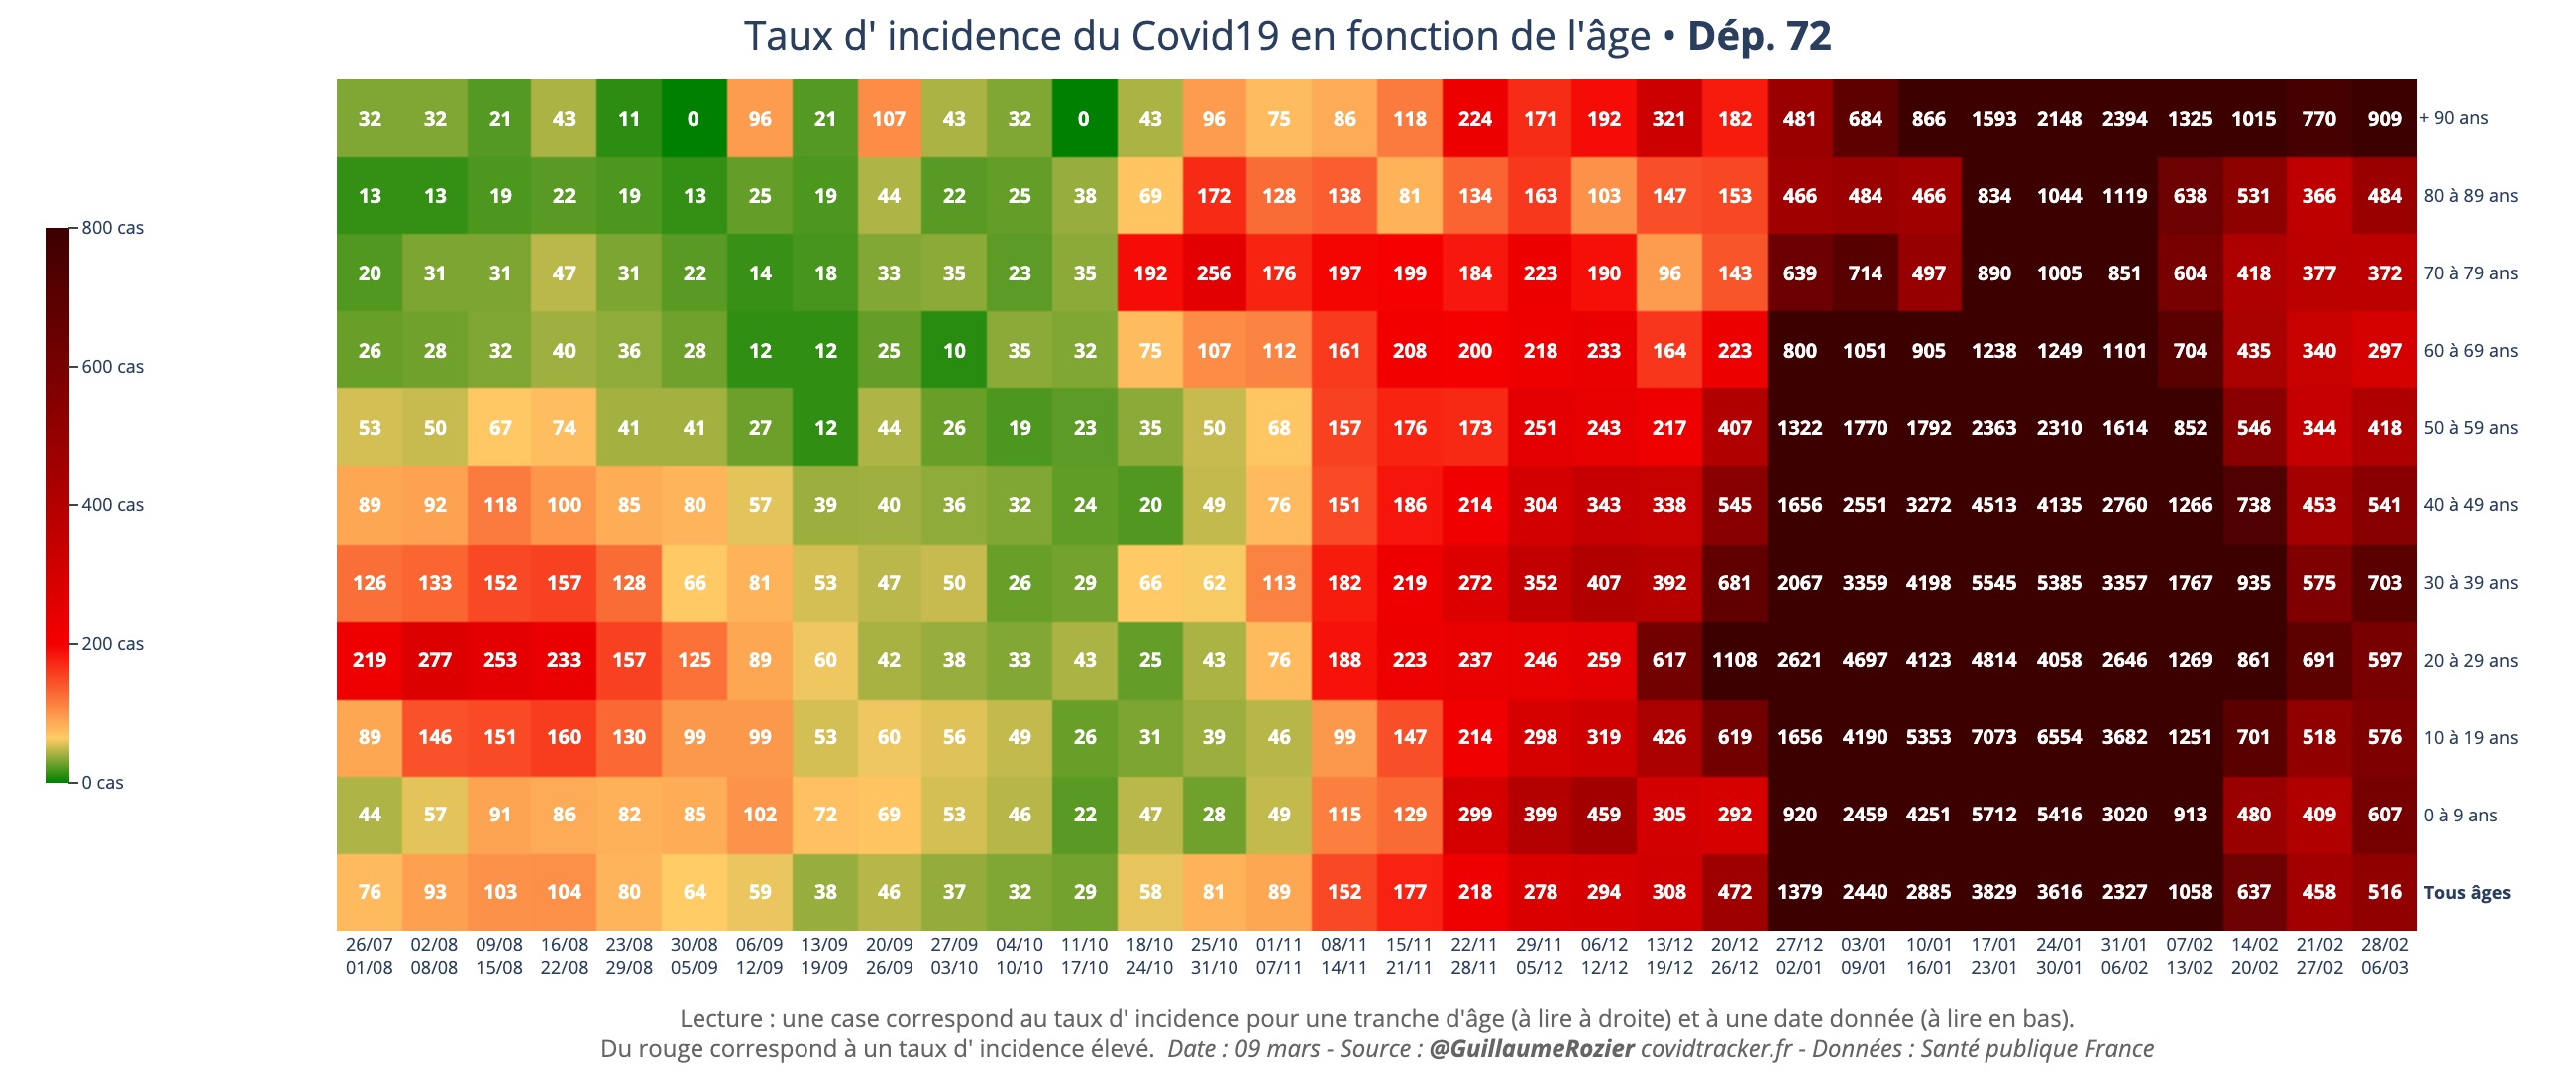 Taux d' incidence du Covid19 en fonction de l'âge • Dép. 72
32 32 21 43 11 0 96 21 107 43 32 0 43 96 75 86 118 224 171 192 321 182 481 684 866 1593 2148 2394 1325 1015 770 909 + 90 ans
13 13 19 22 19 13 25 19 44 22 25 38 69 172 128 138 81 134 163 103 147 153 466 484 466 834 1044 1119 638 531 366 484 80 à 89 ans
800 cas
20 31 31 47 31 22 14 18 33 35 23 35 192 256 176 197 199 184 223 190 96 143 639 714 497 890 1005 851 604 418 377 372 70 à 79 ans
26 28 32 40 36 28 12 12 25 10 35 32 75 107 112 161 208 200 218 233 164 223 800 1051 905 1238 1249 1101 704 435 340 297 60 à 69 ans
600 cas
53 50 67 74 41 41 27 12 44 26 19 23 35 50 68 157 176 173 251 243 217 407 1322 1770 1792 2363 2310 1614 852 546 344 418 50 à 59 ans
400 cas
89 92 118 100 85 80 57 39 40 36 32 24 20 49 76 151 186 214 304 343 338 545 1656 2551 3272 4513 4135 2760 1266 738 453 541 40 à 49 ans
126 133 152 157 128 66 81 53 47 50 26 29 66 62 113 182 219 272 352 407 392 681 2067 3359 4198 5545 5385 3357 1767 935 575 703 30 à 39 ans
200 cas
219 277 253 233 157 125 89 60 42 38 33 43 25 43 76 188 223 237 246 259 617 1108 2621 4697 4123 4814 4058 2646 1269 861 691 597 20 à 29 ans
89 146 151 160 130 99 99 53 60 56 49 26 31 39 46 99 147 214 298 319 426 619 1656 4190 5353 7073 6554 3682 1251 701 518 576 10 à 19 ans
0 cas
44 57 91 86 82 85 102 72 69 53 46 22 47 28 49 115 129 299 399 459 305 292 920 2459 4251 5712 5416 3020 913 480 409 607 0 à 9 ans
76 93 103 104 80 64 59 38 46 37 32 29 58 81 89 152 177 218 278 294 308 472 1379 2440 2885 3829 3616 2327 1058 637 458 516 Tous âges
26/07 02/08 09/08 16/08 23/08 30/08 06/09 13/09 20/09 27/09 04/10 11/10 18/10 25/10 01/11 08/11 15/11 22/11 29/11 06/12 13/12 20/12 27/12 03/01 10/01 17/01 24/01 31/01 07/02 14/02 21/02 28/02
01/08 08/08 15/08 22/08 29/08 05/09 12/09 19/09 26/09 03/10 10/10 17/10 24/10 31/10 07/11 14/11 21/11 28/11 05/12 12/12 19/12 26/12 02/01 09/01 16/01 23/01 30/01 06/02 13/02 20/02 27/02 06/03
Lecture : une case correspond au taux d' incidence pour une tranche d'âge (à lire à droite) et à une date donnée (à lire en bas).
Du rouge correspond à un taux d' incidence élevé. Date : 09 mars - Source : @GuillaumeRozier covidtracker.fr - Données : Santé publique France